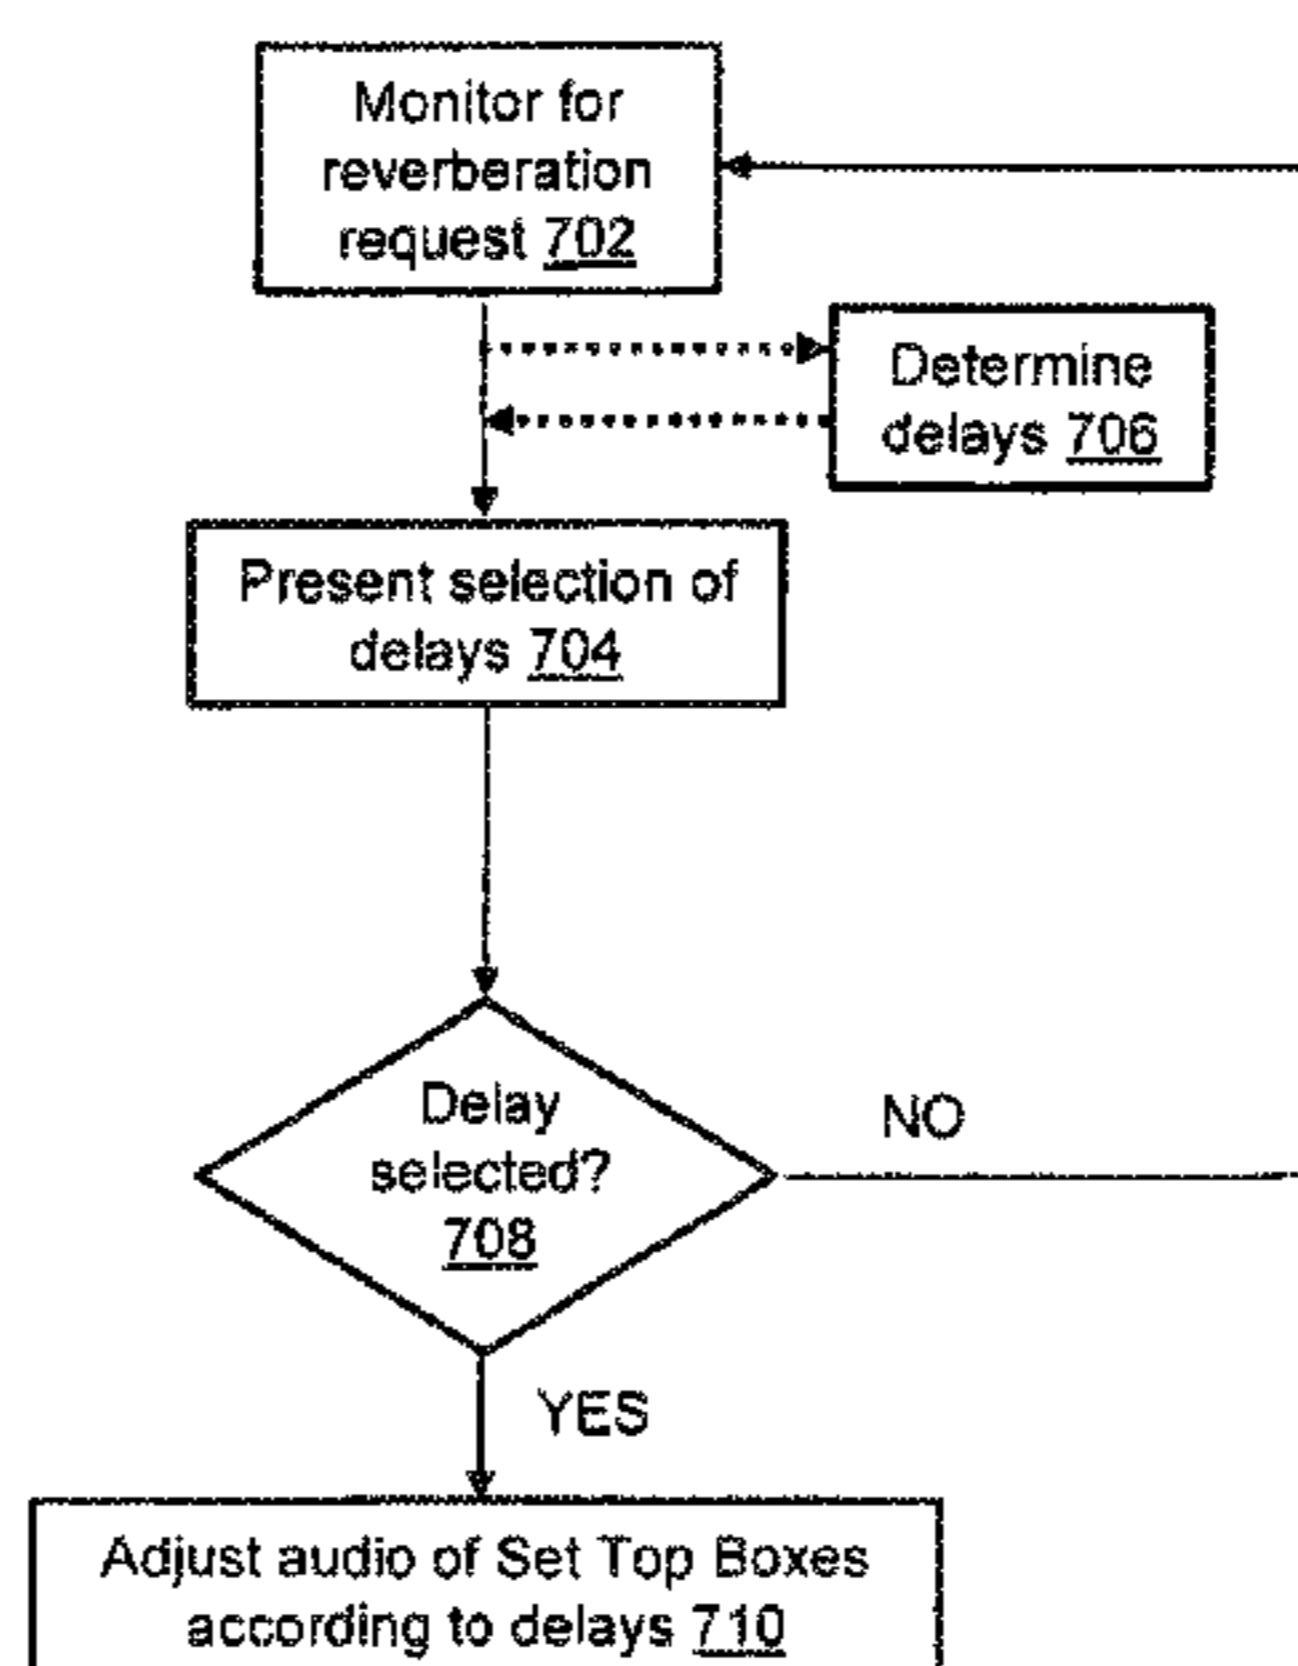 Monitor for
reverberation
request 702
Determine
delays 706
Present selection of
delays 704
Delay
selected?
708
NO
YES
Adjust audio of Set Top Boxes
according to delays 710